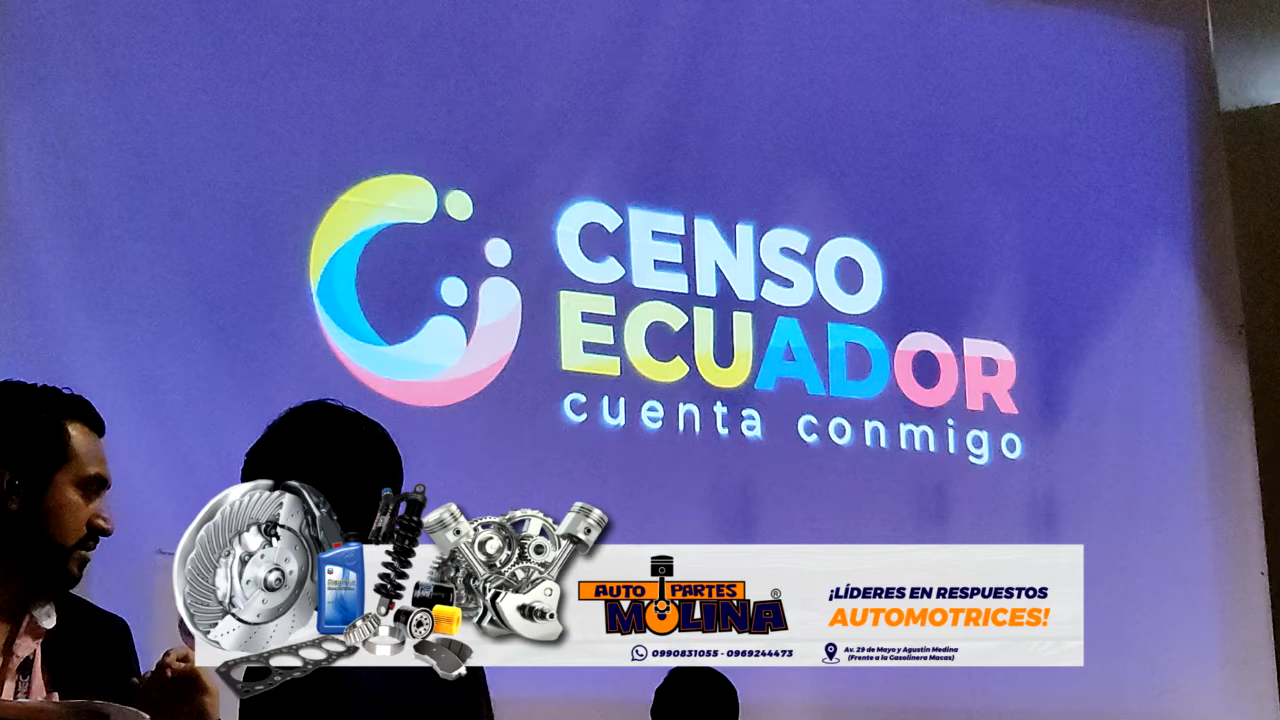 CENSO
ECUADOR
cuenta conmigo
AUTO PARTES
MOLINA ®
0990831055 - 0969244473
¡LÍDERES EN RESPUESTOS
AUTOMOTRICES!
Av. 29 de Mayo y Agustín Medina
(Frente a la Gasolinera Macas)